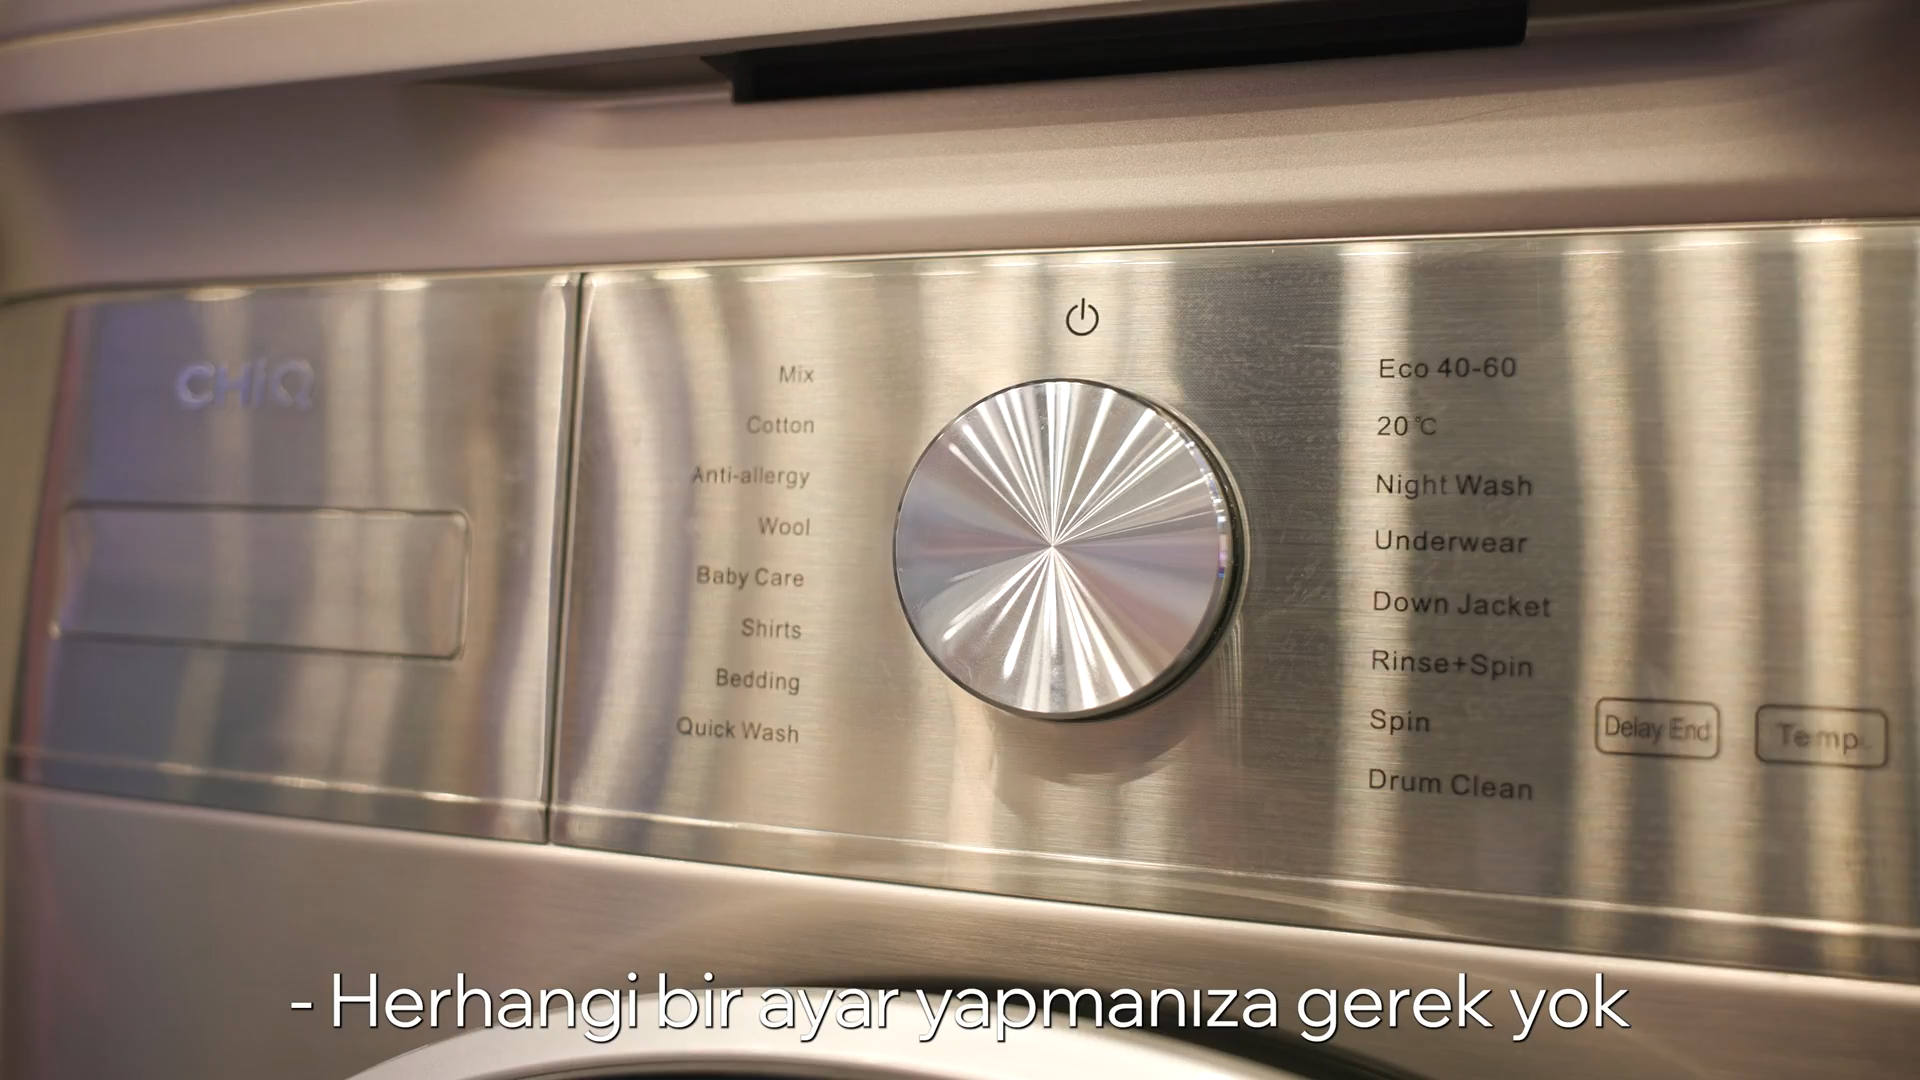 CHiQ
Mix
Cotton
Anti-allergy
Wool
Baby Care
Shirts
Bedding
Quick Wash
Eco 40-60
20℃
Night Wash
Underwear
Down Jacket
Rinse+Spin
Spin
Drum Clean
Delay End
Temp.
- Herhangi bir ayar yapmanıza gerek yok